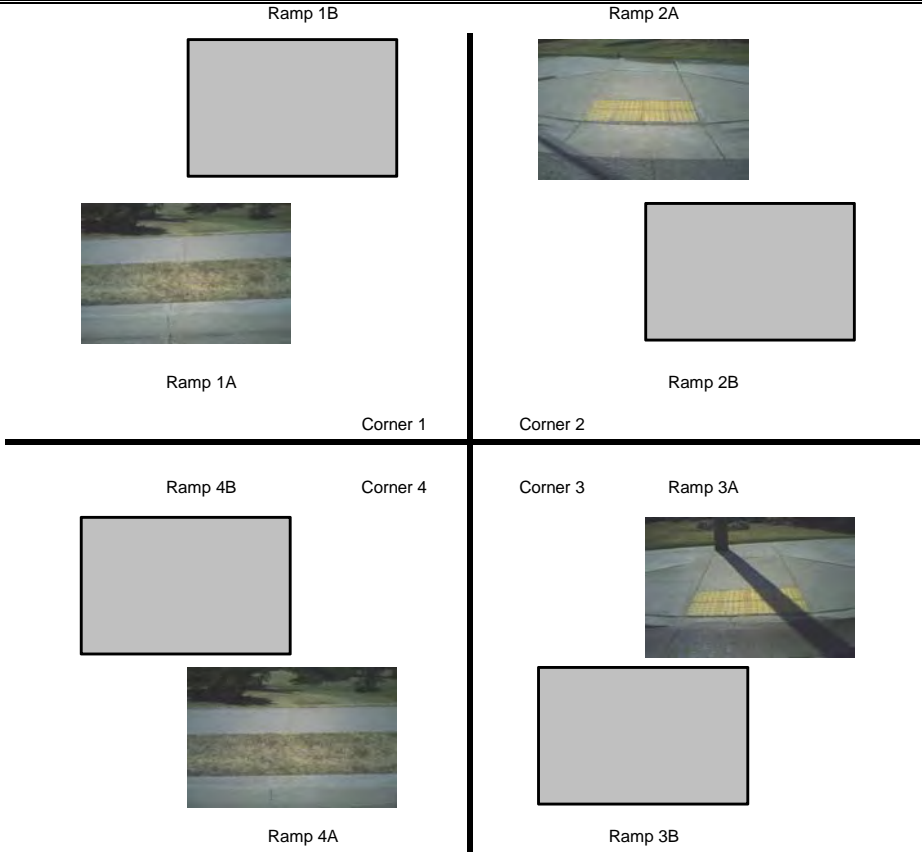 Ramp 1B Ramp 2A
Ramp 1A Ramp 2B
Corner 1 Corner 2
Ramp 4B Corner 4 Corner 3 Ramp 3A
Ramp 4A Ramp 3B